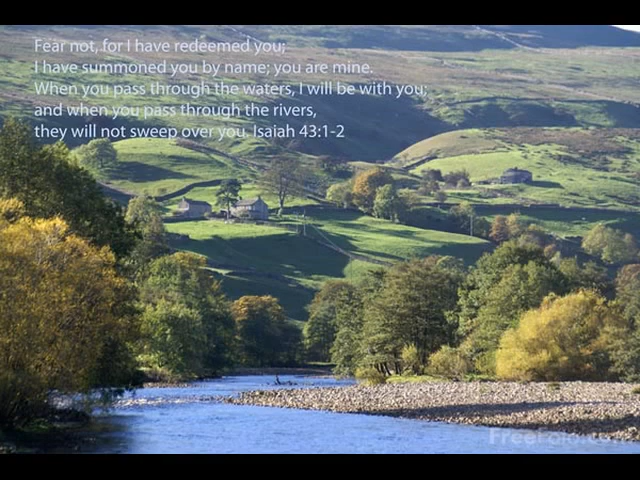 Fear not, for I have redeemed you;
I have summoned you by name; you are mine.
When you pass through the waters, I will be with you;
and when you pass through the rivers,
they will not sweep over you. Isaiah 43:1-2